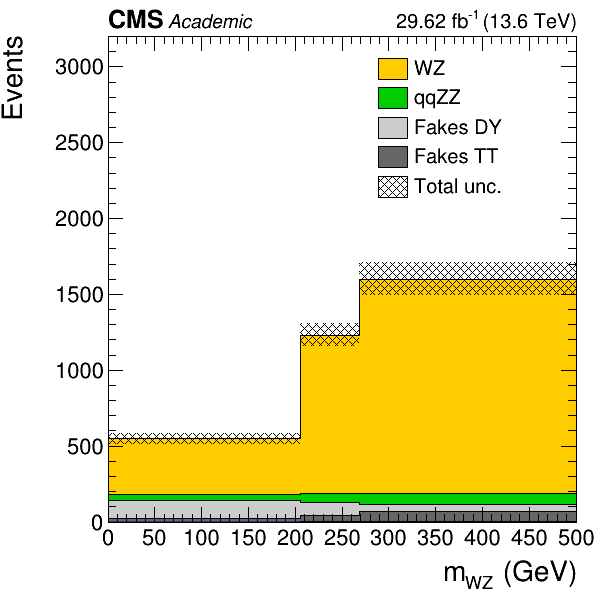 CMS Academic 29.62 fb⁻¹ (13.6 TeV)
Events
3000
2500
2000
1500
1000
500
0
WZ
qqZZ
Fakes DY
Fakes TT
Total unc.
0 50 100 150 200 250 300 350 400 450 500
m_WZ (GeV)